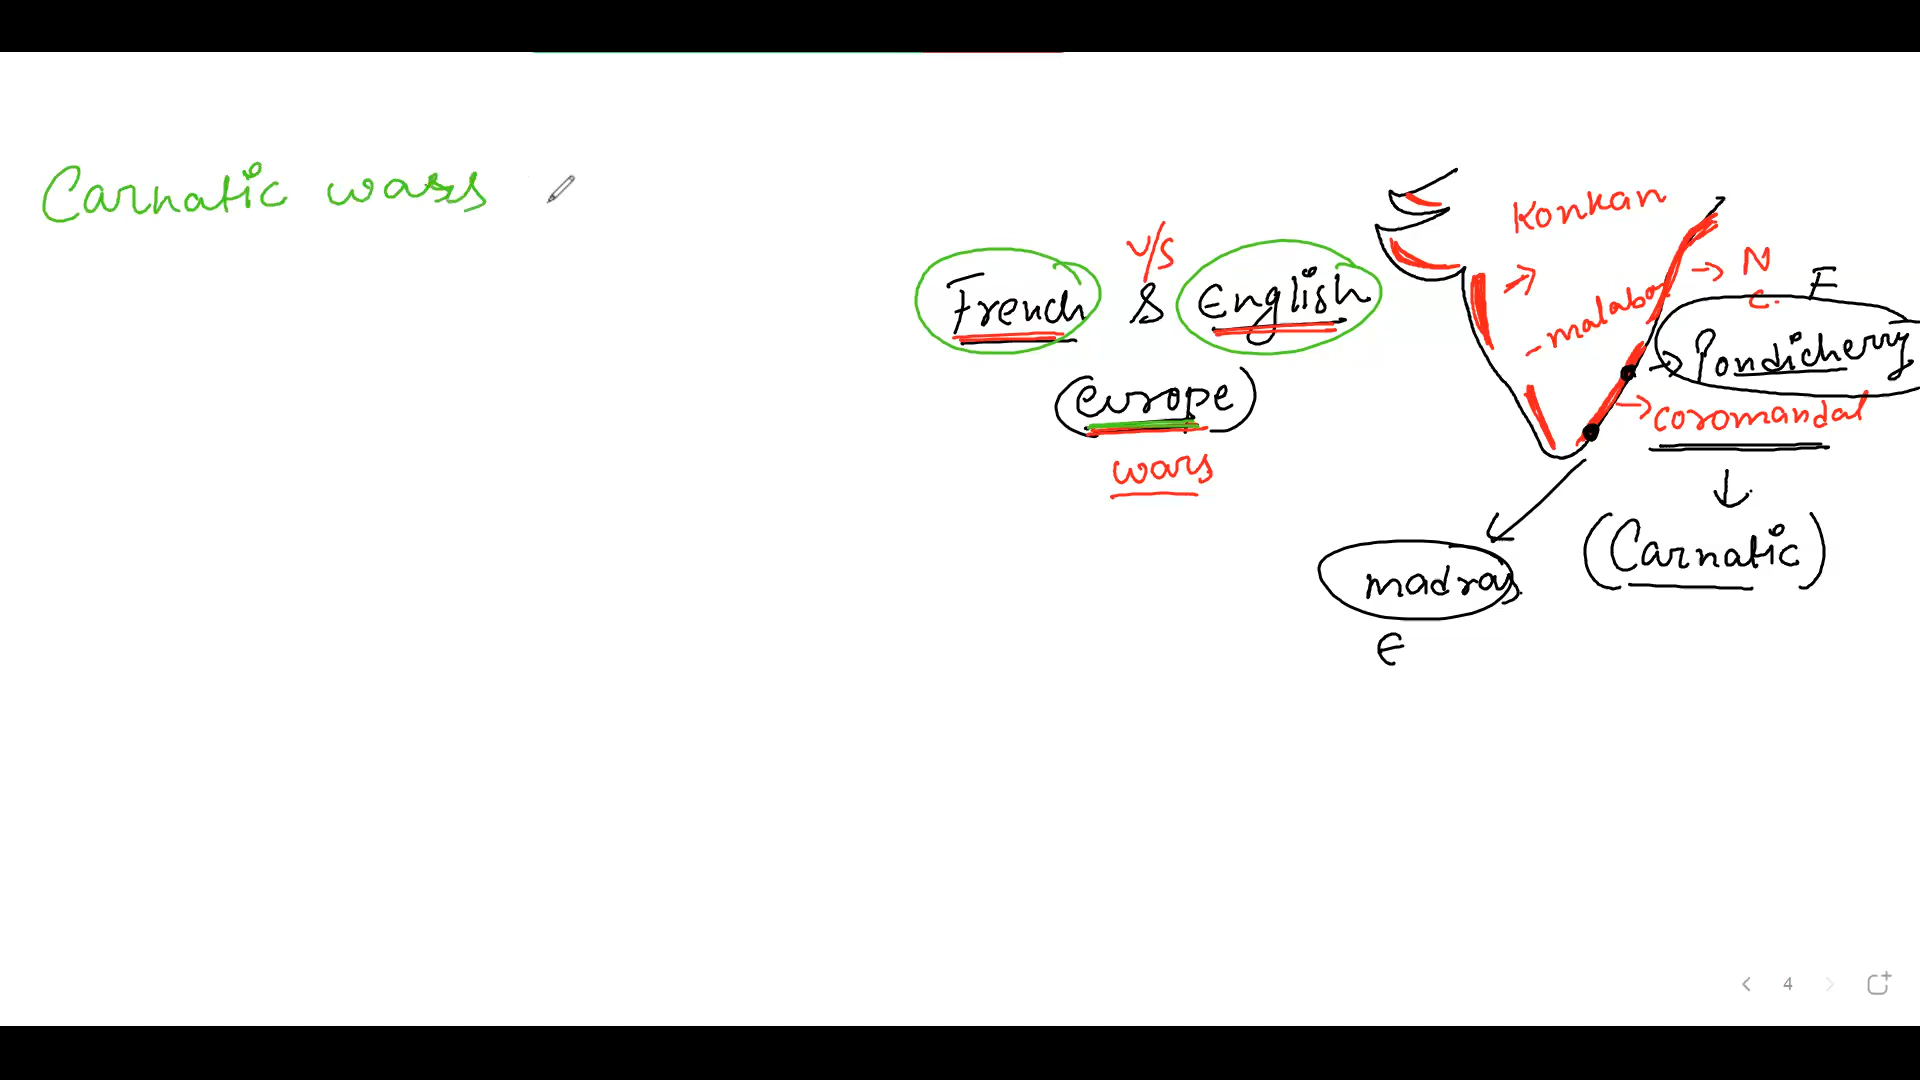 Carnatic wars
Konkan
V/S
French & English
N
C.
F
- malabar
Pondicherry
(europe)
coromandal
wars
(Carnatic)
madras
E
4